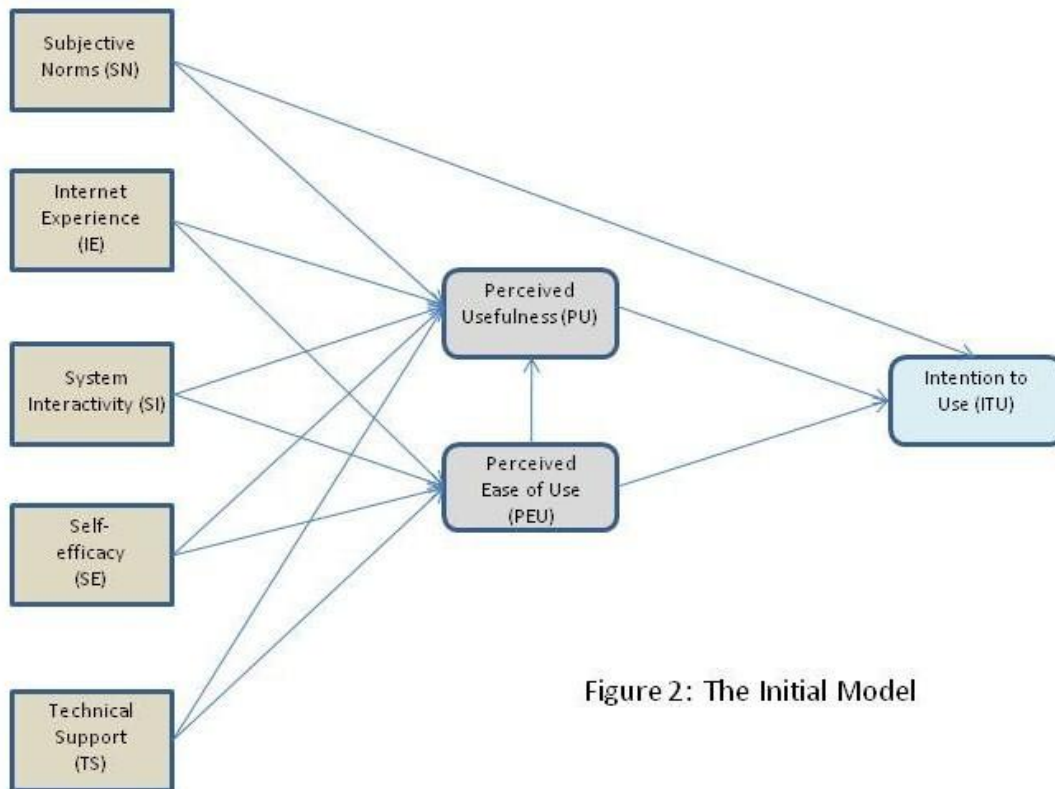 Subjective
Norms (SN)
Internet
Experience
(IE)
System
Interactivity (SI)
Self-
efficacy
(SE)
Technical
Support
(TS)
Perceived
Usefulness (PU)
Perceived
Ease of Use
(PEU)
Intention to
Use (ITU)
Figure 2: The Initial Model